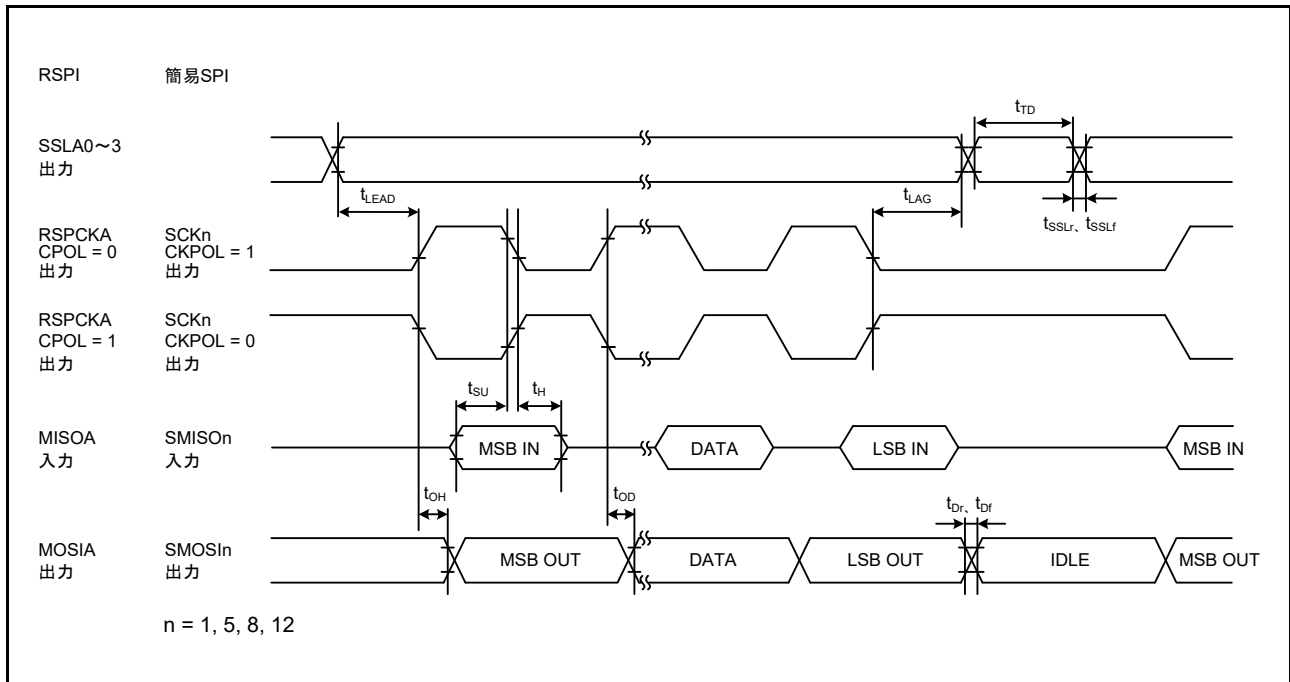 RSPI 簡易SPI
SSLA0～3
出力
tTD
tLEAD
tLAG
tSSLr、tSSLf
RSPCKA SCKn
CPOL = 0 CKPOL = 1
出力 出力
RSPCKA SCKn
CPOL = 1 CKPOL = 0
出力 出力
tSU tH
MISOA SMISOn
入力 入力
MSB IN DATA LSB IN MSB IN
tOH tOD tDr、tDf
MOSIA SMOSIn
出力 出力
MSB OUT DATA LSB OUT IDLE MSB OUT
n = 1, 5, 8, 12